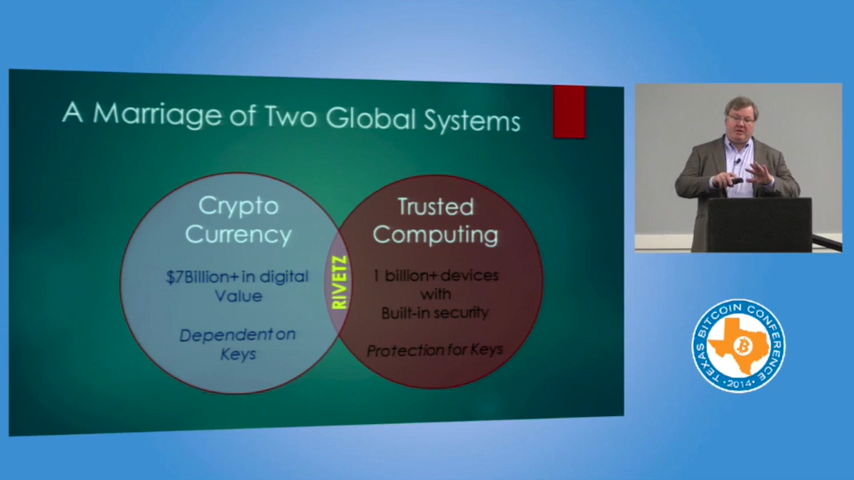 A Marriage of Two Global Systems
Crypto
Currency
$7Billion+ in digital
Value
Dependent on
Keys
RIVETZ
Trusted
Computing
1 billion+ devices
with
Built-in security
Protection for Keys
TEXAS BITCOIN CONFERENCE
•2014•